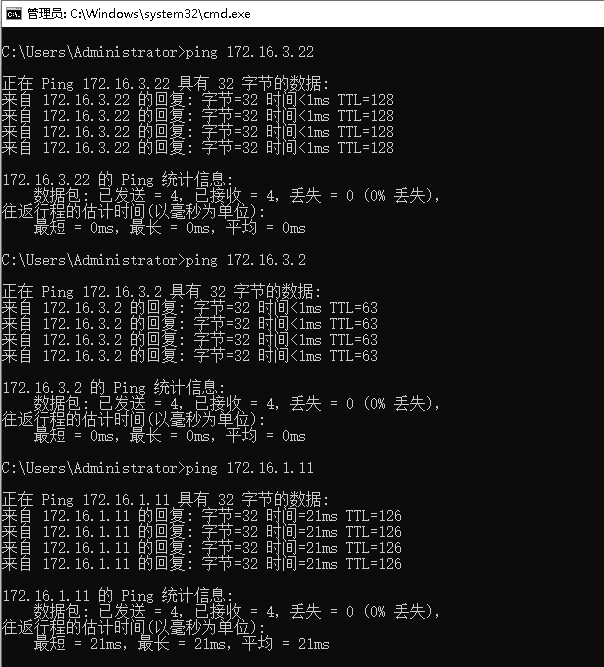 管理员: C:\Windows\system32\cmd.exe
C:\Users\Administrator>ping 172.16.3.22
正在 Ping 172.16.3.22 具有 32 字节的数据:
来自 172.16.3.22 的回复: 字节=32 时间<1ms TTL=128
来自 172.16.3.22 的回复: 字节=32 时间<1ms TTL=128
来自 172.16.3.22 的回复: 字节=32 时间<1ms TTL=128
来自 172.16.3.22 的回复: 字节=32 时间<1ms TTL=128
172.16.3.22 的 Ping 统计信息:
数据包: 已发送 = 4，已接收 = 4，丢失 = 0 (0% 丢失)，
往返行程的估计时间(以毫秒为单位):
最短 = 0ms，最长 = 0ms，平均 = 0ms
C:\Users\Administrator>ping 172.16.3.2
正在 Ping 172.16.3.2 具有 32 字节的数据:
来自 172.16.3.2 的回复: 字节=32 时间<1ms TTL=63
来自 172.16.3.2 的回复: 字节=32 时间<1ms TTL=63
来自 172.16.3.2 的回复: 字节=32 时间<1ms TTL=63
来自 172.16.3.2 的回复: 字节=32 时间<1ms TTL=63
172.16.3.2 的 Ping 统计信息:
数据包: 已发送 = 4，已接收 = 4，丢失 = 0 (0% 丢失)，
往返行程的估计时间(以毫秒为单位):
最短 = 0ms，最长 = 0ms，平均 = 0ms
C:\Users\Administrator>ping 172.16.1.11
正在 Ping 172.16.1.11 具有 32 字节的数据:
来自 172.16.1.11 的回复: 字节=32 时间=21ms TTL=126
来自 172.16.1.11 的回复: 字节=32 时间=21ms TTL=126
来自 172.16.1.11 的回复: 字节=32 时间=21ms TTL=126
来自 172.16.1.11 的回复: 字节=32 时间=21ms TTL=126
172.16.1.11 的 Ping 统计信息:
数据包: 已发送 = 4，已接收 = 4，丢失 = 0 (0% 丢失)，
往返行程的估计时间(以毫秒为单位):
最短 = 21ms，最长 = 21ms，平均 = 21ms